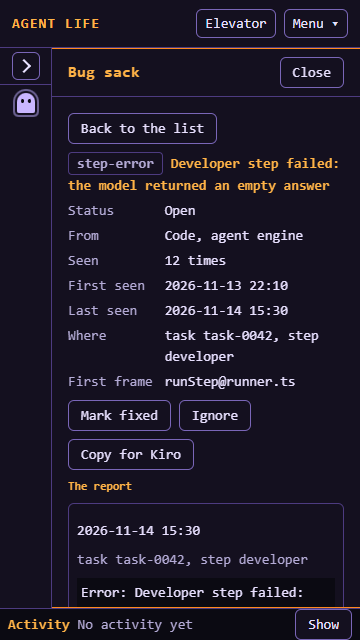 AGENT LIFE
Elevator
Menu ▾
Bug sack
Close
Back to the list
step-error Developer step failed:
the model returned an empty answer
Status Open
From Code, agent engine
Seen 12 times
First seen 2026-11-13 22:10
Last seen 2026-11-14 15:30
Where task task-0042, step
developer
First frame runStep@runner.ts
Mark fixed
Ignore
Copy for Kiro
The report
2026-11-14 15:30
task task-0042, step developer
Error: Developer step failed:
Activity No activity yet
Show